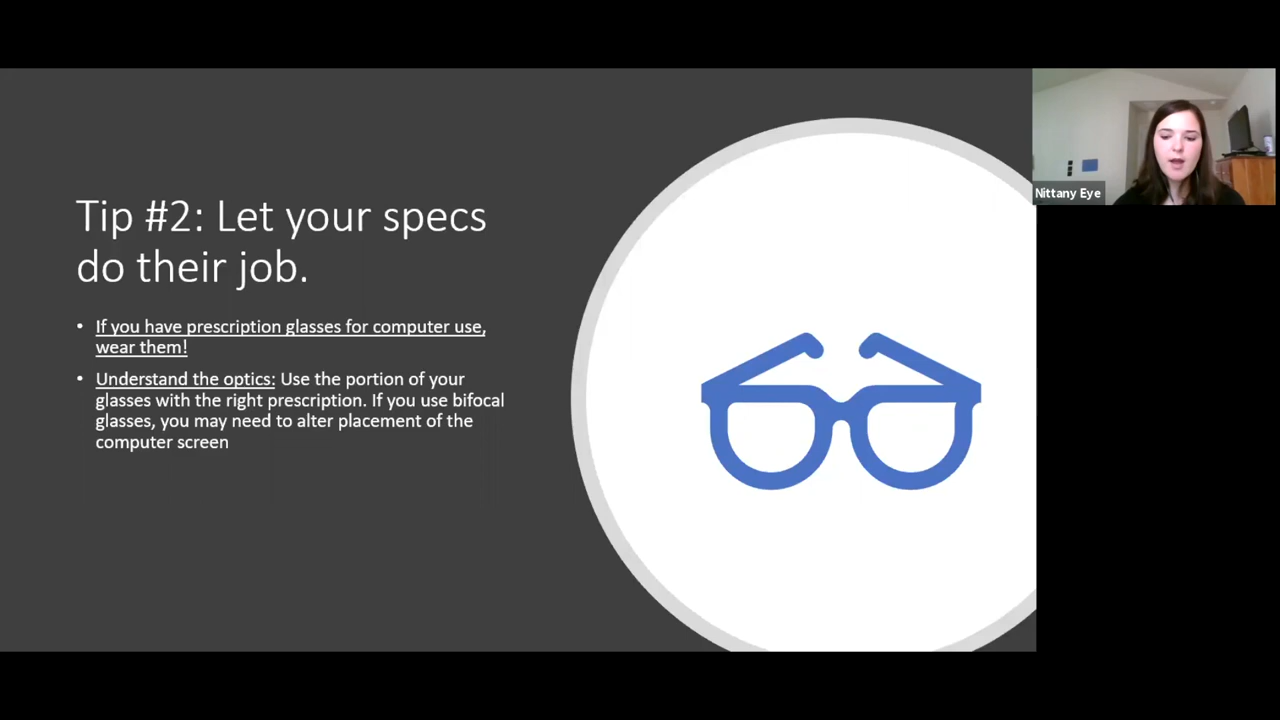 Tip #2: Let your specs
do their job.
• If you have prescription glasses for computer use,
wear them!
• Understand the optics: Use the portion of your
glasses with the right prescription. If you use bifocal
glasses, you may need to alter placement of the
computer screen
Nittany Eye